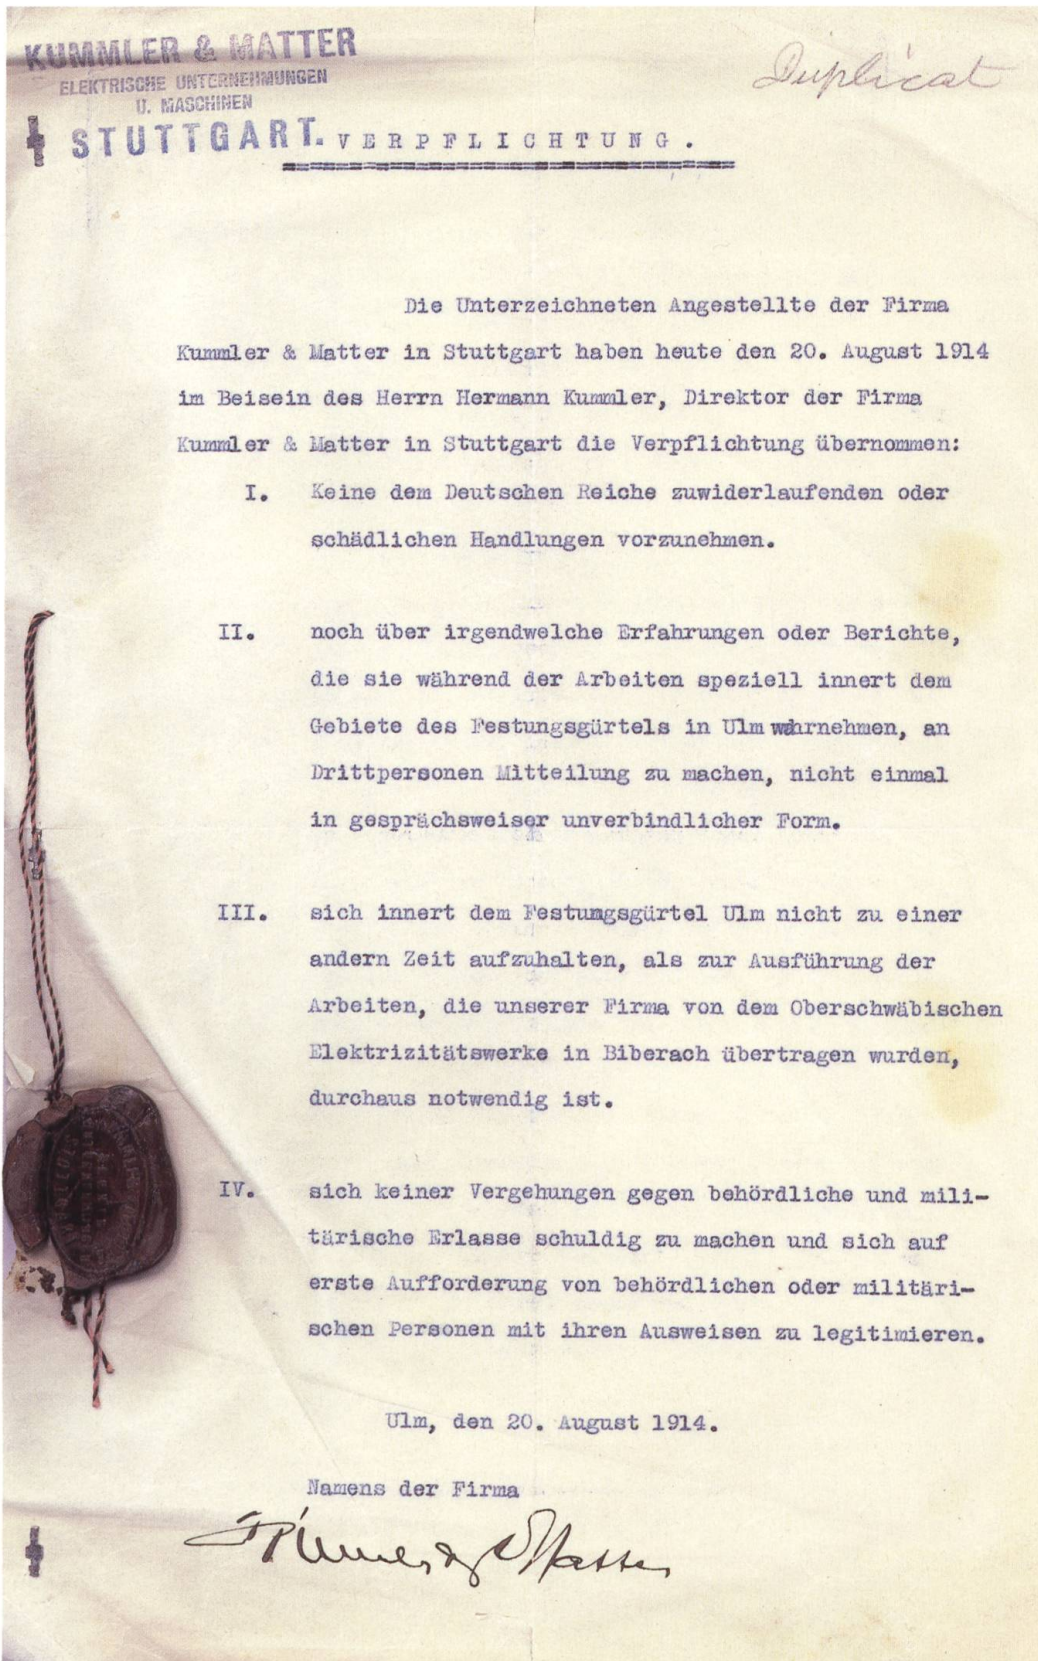 KUMMLER & MATTER
ELEKTRISCHE UNTERNEHMUNGEN
U. MASCHINEN
STUTTGART.
Duplicat
VERPFLICHTUNG.
Die Unterzeichneten Angestellte der Firma
Kummler & Matter in Stuttgart haben heute den 20. August 1914
im Beisein des Herrn Hermann Kummler, Direktor der Firma
Kummler & Matter in Stuttgart die Verpflichtung übernommen:
I. Keine dem Deutschen Reiche zuwiderlaufenden oder
schädlichen Handlungen vorzunehmen.
II. noch über irgendwelche Erfahrungen oder Berichte,
die sie während der Arbeiten speziell innert dem
Gebiete des Festungsgürtels in Ulm wahrnehmen, an
Drittpersonen Mitteilung zu machen, nicht einmal
in gesprächsweiser unverbindlicher Form.
III. sich innert dem Festungsgürtel Ulm nicht zu einer
andern Zeit aufzuhalten, als zur Ausführung der
Arbeiten, die unserer Firma von dem Oberschwäbischen
Elektrizitätswerke in Biberach übertragen wurden,
durchaus notwendig ist.
IV. sich keiner Vergehungen gegen behördliche und mili-
tärische Erlasse schuldig zu machen und sich auf
erste Aufforderung von behördlichen oder militäri-
schen Personen mit ihren Ausweisen zu legitimieren.
Ulm, den 20. August 1914.
Namens der Firma
Kummler & Matter